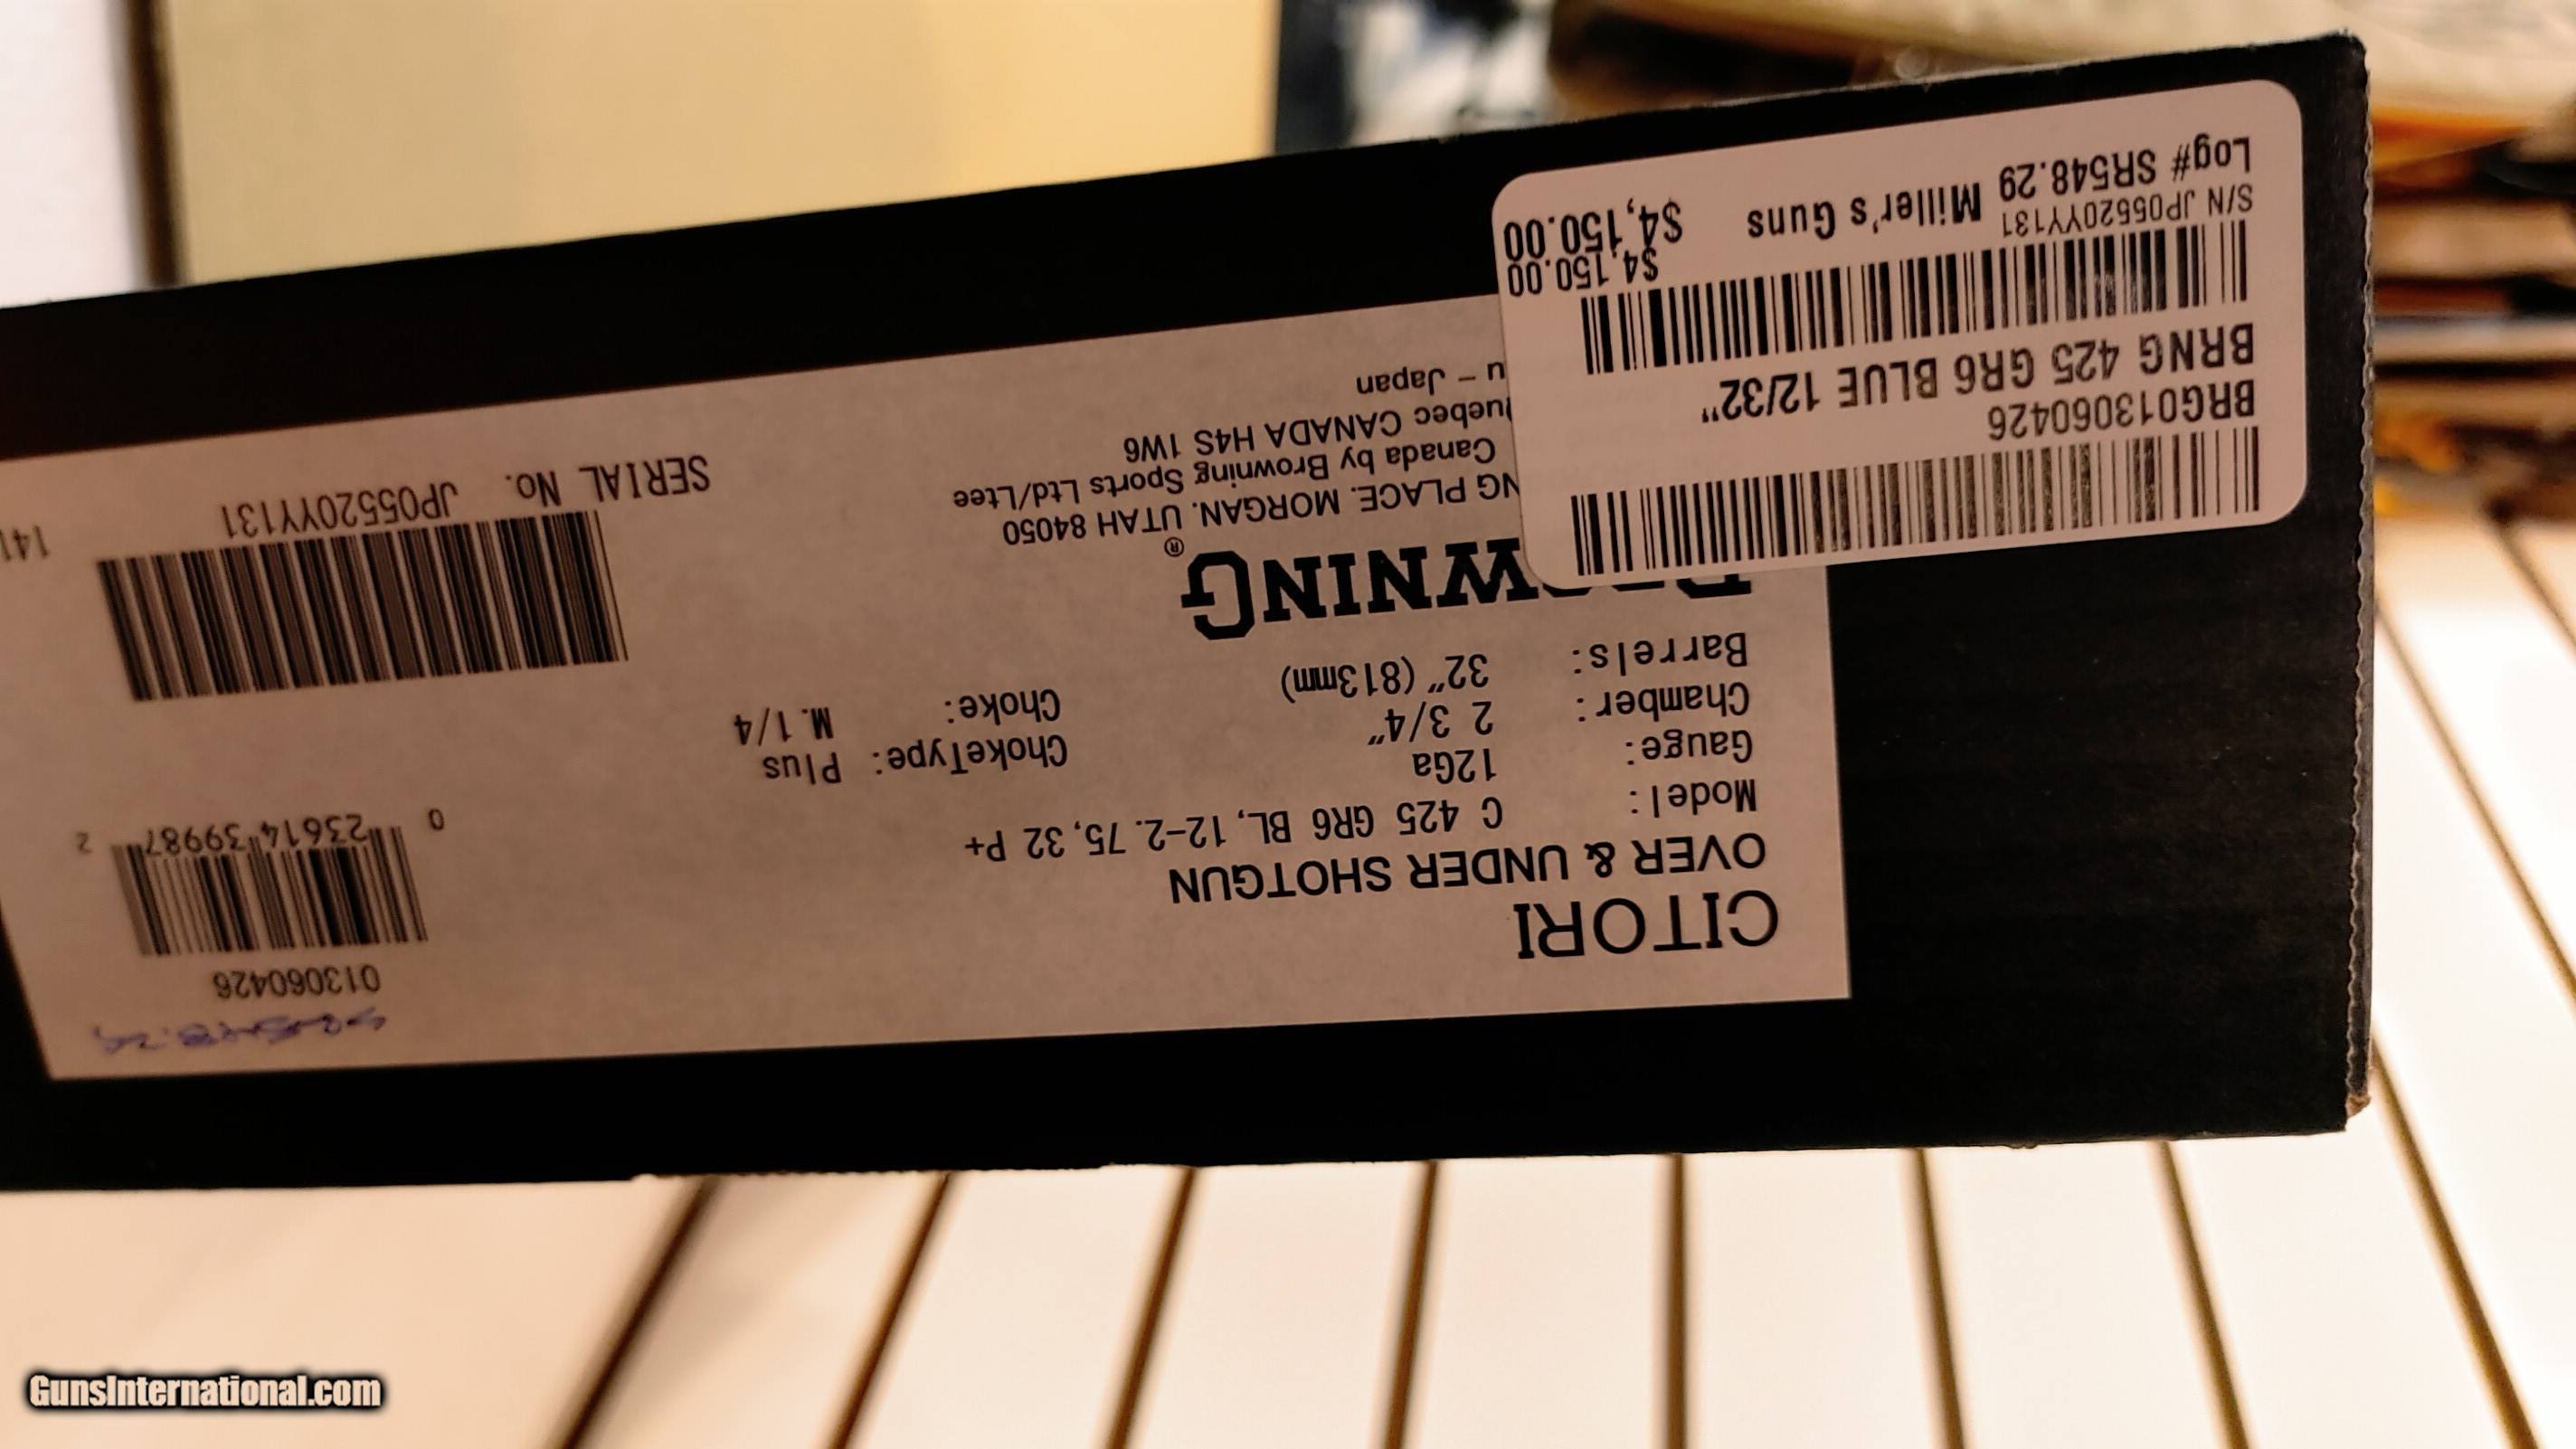 CITORI
OVER & UNDER SHOTGUN
Model: C 425 GR6 BL, 12-2.75, 32 P+
Gauge: 12Ga ChokeType: Plus
Chamber: 2 3/4" Choke: M. 1/4
Barrels: 32" (813mm)
013060426
0 23614 39987 2
WNING®
NG PLACE. MORGAN. UTAH 84050
Canada by Browning Sports Ltd/Ltee
uebec CANADA H4S 1W6
u - Japan
SERIAL No. JP05520YY131
BRG013060426
BRNG 425 GR6 BLUE 12/32"
$4,150.00
S/N JP05520YY131
Log# SR548.29 Miller's Guns $4,150.00
GunsInternational.com